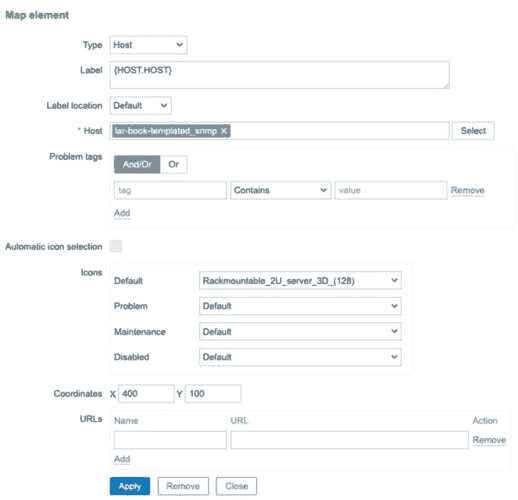 Map element
Type Host
Label {HOST.HOST}
Label location Default
* Host lar-book-templated_snmp × Select
Problem tags And/Or Or
tag Contains value Remove
Add
Automatic icon selection
Icons Default Rackmountable_2U_server_3D_(128)
Problem Default
Maintenance Default
Disabled Default
Coordinates X 400 Y 100
URLs Name URL Action
Remove
Add
Apply Remove Close